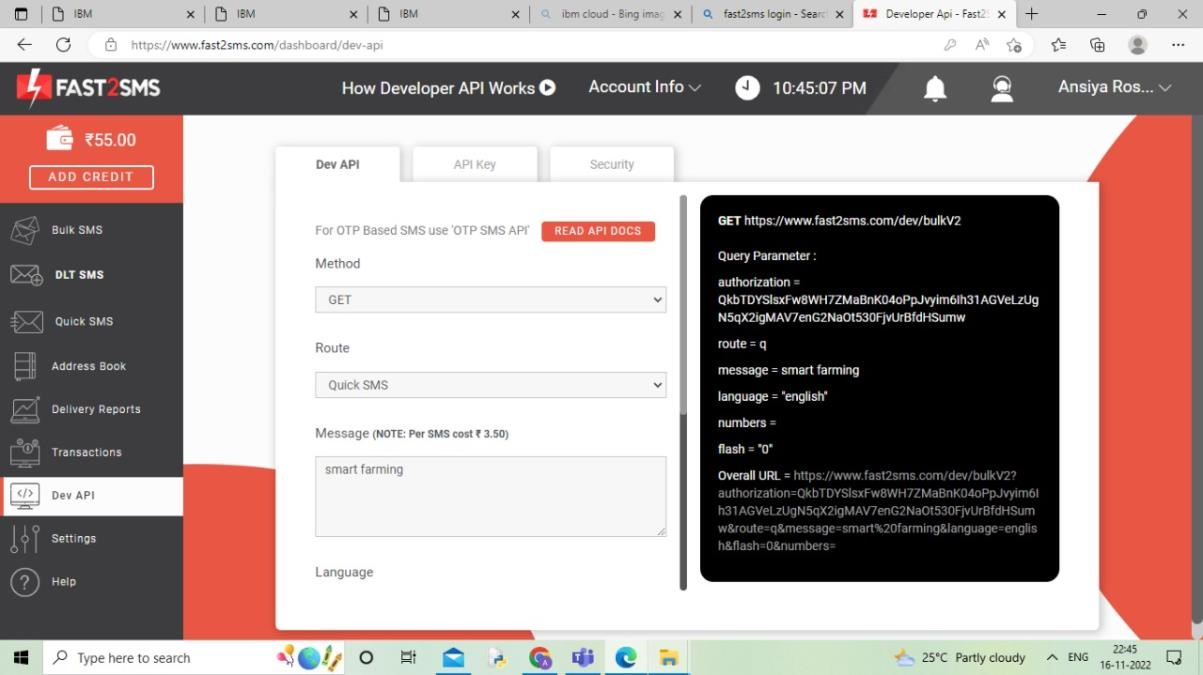 IBM
IBM
IBM
ibm cloud - Bing imag
fast2sms login - Searc
Developer Api - Fast2S
https://www.fast2sms.com/dashboard/dev-api
FAST2SMS
How Developer API Works
Account Info
10:45:07 PM
Ansiya Ros...
₹55.00
ADD CREDIT
Bulk SMS
DLT SMS
Quick SMS
Address Book
Delivery Reports
Transactions
Dev API
Settings
Help
Dev API
API Key
Security
For OTP Based SMS use 'OTP SMS API'
READ API DOCS
Method
GET
Route
Quick SMS
Message (NOTE: Per SMS cost ₹ 3.50)
smart farming
Language
GET https://www.fast2sms.com/dev/bulkV2
Query Parameter :
authorization =
QkbTDYSlsxFw8WH7ZMaBnK04oPpJvyim6Ih31AGVeLzUg
N5qX2igMAV7enG2NaOt530FjvUrBfdHSumw
route = q
message = smart farming
language = "english"
numbers =
flash = "0"
Overall URL = https://www.fast2sms.com/dev/bulkV2?
authorization=QkbTDYSlsxFw8WH7ZMaBnK04oPpJvyim6I
h31AGVeLzUgN5qX2igMAV7enG2NaOt530FjvUrBfdHSum
w&route=q&message=smart%20farming&language=englis
h&flash=0&numbers=
Type here to search
25°C Partly cloudy
ENG
22:45
16-11-2022